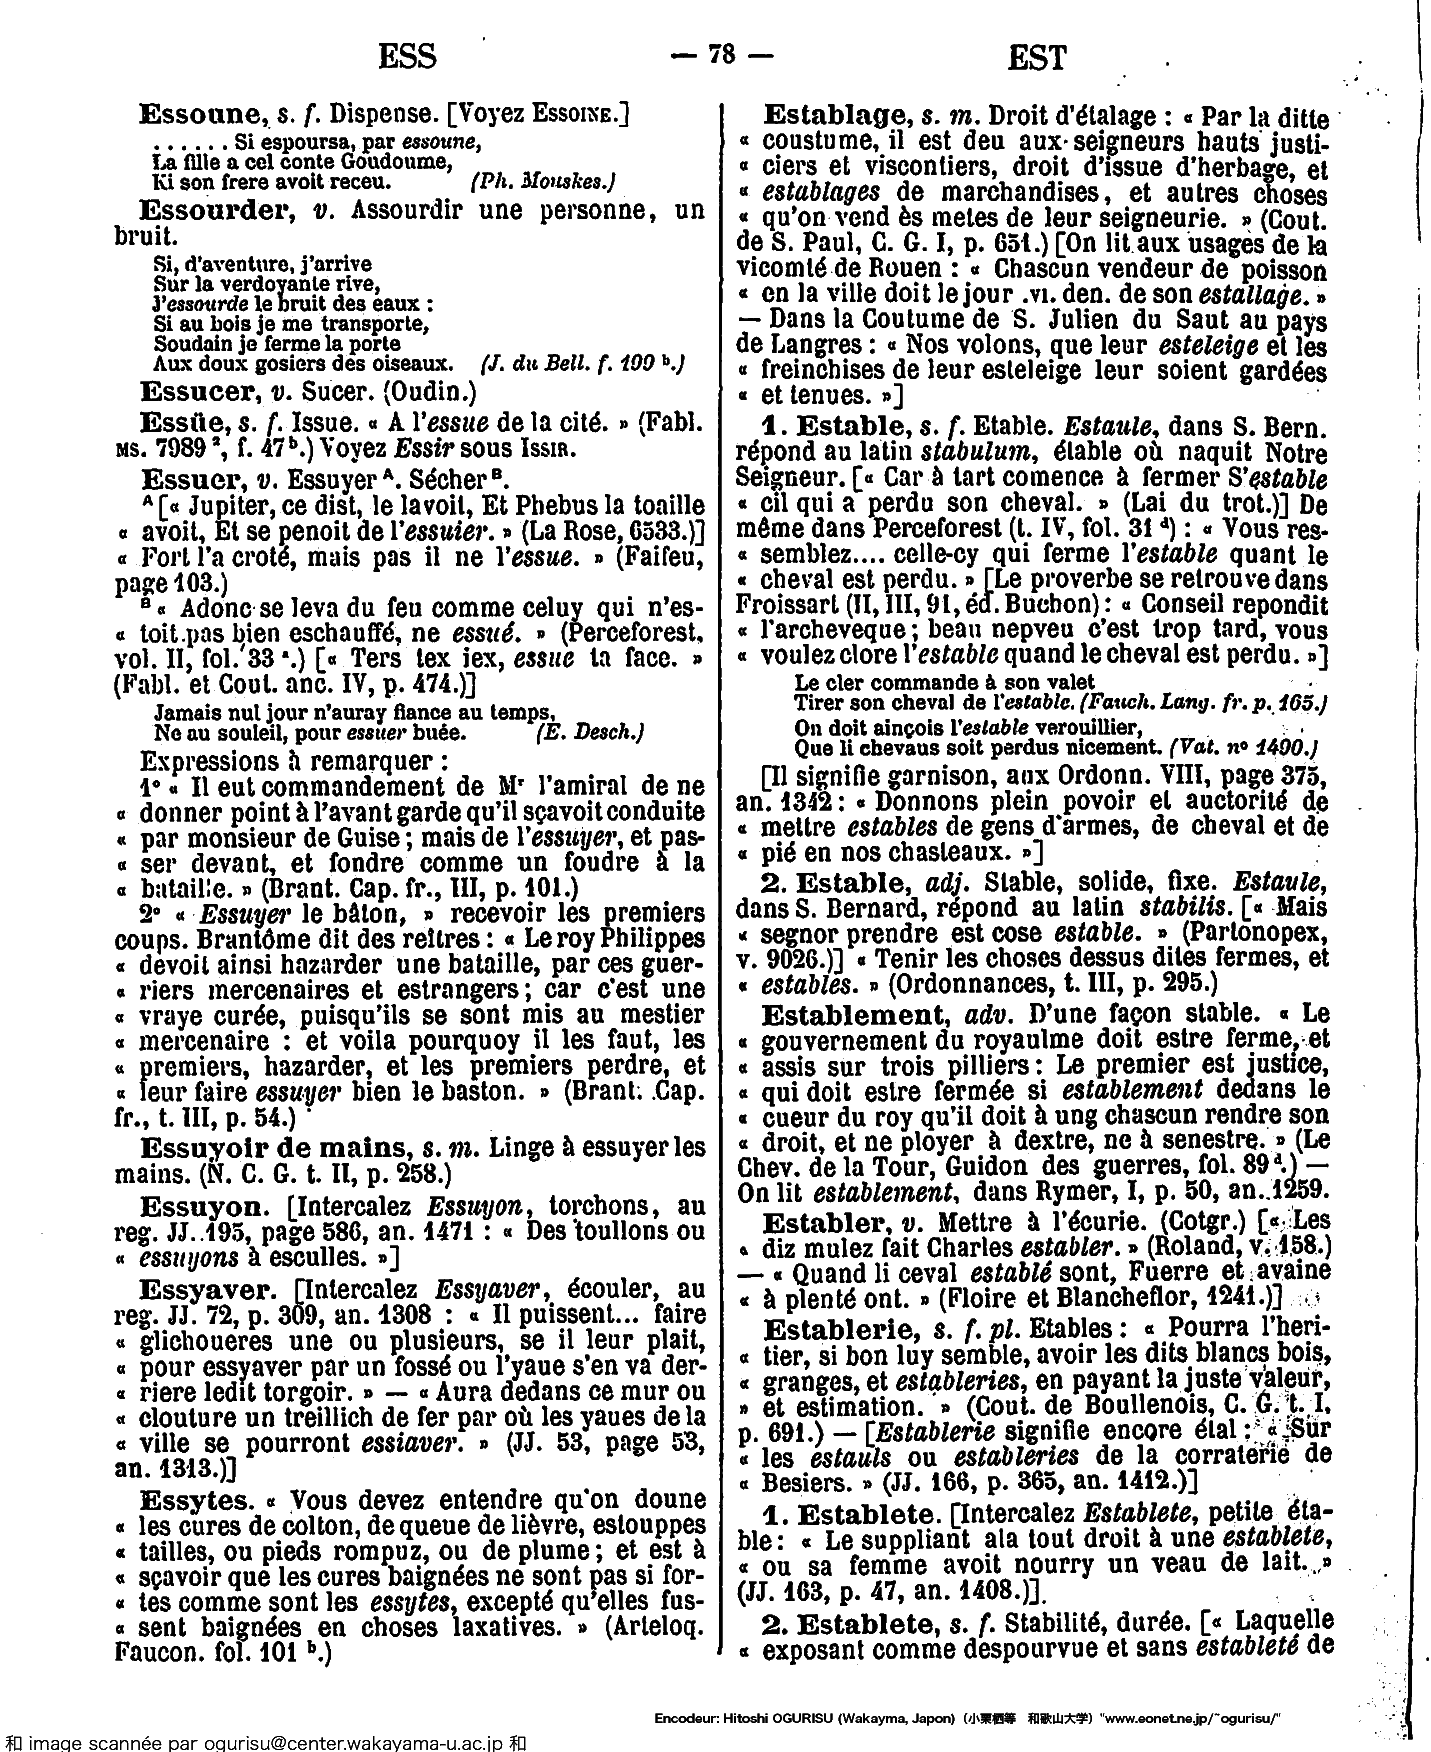 ESS
— 78 —
EST
Essoune, s. f. Dispense. [Voyez ESSOINE.]
. . . . . . Si espoursa, par essoune,
La fille a cel conte Goudoume,
Ki son frere avoit receu. (Ph. Mouskes.)
Essourder, v. Assourdir une personne, un
bruit.
Si, d'aventure, j'arrive
Sur la verdoyante rive,
J'essourde le bruit des eaux :
Si au bois je me transporte,
Soudain je ferme la porte
Aux doux gosiers des oiseaux. (J. du Bell. f. 199 b.)
Essucer, v. Sucer. (Oudin.)
Essüe, s. f. Issue. « A l'essue de la cité. » (Fabl.
MS. 7989 ², f. 47 b.) Voyez Essir sous ISSIR.
Essuer, v. Essuyer A. Sécher B.
A [« Jupiter, ce dist, le lavoit, Et Phebus la toaille
« avoit, Et se penoit de l'essuier. » (La Rose, 6533.)]
« Fort l'a croté, mais pas il ne l'essue. » (Faifeu,
page 103.)
B « Adonc se leva du feu comme celuy qui n'es-
« toit pas bien eschauffé, ne essué. » (Perceforest,
vol. II, fol. 33 a.) [« Ters tex iex, essue ta face. »
(Fabl. et Cout. anc. IV, p. 474.)]
Jamais nul jour n'auray fiance au temps,
Ne au souleil, pour essuer buée. (E. Desch.)
Expressions à remarquer :
1° « Il eut commandement de Mr l'amiral de ne
« donner point à l'avant garde qu'il sçavoit conduite
« par monsieur de Guise ; mais de l'essuyer, et pas-
« ser devant, et fondre comme un foudre à la
« bataille. » (Brant. Cap. fr., III, p. 101.)
2° « Essuyer le bâton, » recevoir les premiers
coups. Brantôme dit des reîtres : « Le roy Philippes
« devoit ainsi hazarder une bataille, par ces guer-
« riers mercenaires et estrangers ; car c'est une
« vraye curée, puisqu'ils se sont mis au mestier
« mercenaire : et voila pourquoy il les faut, les
« premiers, hazarder, et les premiers perdre, et
« leur faire essuyer bien le baston. » (Brant. Cap.
fr., t. III, p. 54.)
Essuyoir de mains, s. m. Linge à essuyer les
mains. (N. C. G. t. II, p. 258.)
Essuyon. [Intercalez Essuyon, torchons, au
reg. JJ. 195, page 586, an. 1471 : « Des toullons ou
« essuyons à esculles. »]
Essyaver. [Intercalez Essyaver, écouler, au
reg. JJ. 72, p. 309, an. 1308 : « Il puissent... faire
« glichoueres une ou plusieurs, se il leur plait,
« pour essyaver par un fossé ou l'yaue s'en va der-
« riere ledit torgoir. » — « Aura dedans ce mur ou
« clouture un treillich de fer par où les yaues de la
« ville se pourront essiaver. » (JJ. 53, page 53,
an. 1313.)]
Essytes. « Vous devez entendre qu'on doune
« les cures de colton, de queue de lièvre, estouppes
« tailles, ou pieds rompuz, ou de plume ; et est à
« sçavoir que les cures baignées ne sont pas si for-
« tes comme sont les essytes, excepté qu'elles fus-
« sent baignées en choses laxatives. » (Arteloq.
Faucon. fol. 101 b.)
Establage, s. m. Droit d'étalage : « Par la ditte
« coustume, il est deu aux seigneurs hauts justi-
« ciers et viscontiers, droit d'issue d'herbage, et
« establages de marchandises, et autres choses
« qu'on vend ès metes de leur seigneurie. » (Cout.
de S. Paul, C. G. I, p. 651.) [On lit aux usages de la
vicomté de Rouen : « Chascun vendeur de poisson
« en la ville doit le jour .VI. den. de son estallage. »
— Dans la Coutume de S. Julien du Saut au pays
de Langres : « Nos volons, que leur esteleige et les
« freinchises de leur esteleige leur soient gardées
« et tenues. »]
1. Estable, s. f. Etable. Estaule, dans S. Bern.
répond au latin stabulum, étable où naquit Notre
Seigneur. [« Car à tart comence à fermer S'estable
« cil qui a perdu son cheval. » (Lai du trot.)] De
même dans Perceforest (t. IV, fol. 31 d) : « Vous res-
« semblez.... celle-cy qui ferme l'estable quant le
« cheval est perdu. » [Le proverbe se retrouve dans
Froissart (II, III, 91, éd. Buchon) : « Conseil repondit
« l'archeveque ; beau nepveu c'est trop tard, vous
« voulez clore l'estable quand le cheval est perdu. »]
Le cler commande à son valet
Tirer son cheval de l'estable. (Fauch. Lang. fr. p. 165.)
On doit ainçois l'estable verouillier,
Que li chevaus soit perdus nicement. (Vat. n° 1490.)
[Il signifie garnison, aux Ordonn. VIII, page 375,
an. 1342 : « Donnons plein povoir et auctorité de
« mettre estables de gens d'armes, de cheval et de
« pié en nos chasteaux. »]
2. Estable, adj. Stable, solide, fixe. Estaule,
dans S. Bernard, répond au latin stabilis. [« Mais
« segnor prendre est cose estable. » (Partonopex,
v. 9026.)] « Tenir les choses dessus dites fermes, et
« estables. » (Ordonnances, t. III, p. 295.)
Establement, adv. D'une façon stable. « Le
« gouvernement du royaulme doit estre ferme, et
« assis sur trois pilliers : Le premier est justice,
« qui doit estre fermée si establement dedans le
« cueur du roy qu'il doit à ung chascun rendre son
« droit, et ne ployer à dextre, ne à senestre. » (Le
Chev. de la Tour, Guidon des guerres, fol. 89 d.) —
On lit establement, dans Rymer, I, p. 50, an. 1259.
Establer, v. Mettre à l'écurie. (Cotgr.) [« Les
« diz mulez fait Charles establer. » (Roland, v. 158.)
— « Quand li ceval establé sont, Fuerre et avaine
« à plenté ont. » (Floire et Blancheflor, 1241.)]
Establerie, s. f. pl. Etables : « Pourra l'heri-
« tier, si bon luy semble, avoir les dits blancs bois,
« granges, et estableries, en payant la juste valeur,
» et estimation. » (Cout. de Boullenois, C. G. t. I,
p. 691.) — [Establerie signifie encore étal : « Sur
« les estauls ou estableries de la corraterie de
« Besiers. » (JJ. 166, p. 365, an. 1412.)]
1. Establete. [Intercalez Establete, petite éta-
ble : « Le suppliant ala tout droit à une establete,
« ou sa femme avoit nourry un veau de lait. »
(JJ. 163, p. 47, an. 1408.)].
2. Establete, s. f. Stabilité, durée. [« Laquelle
« exposant comme despourvue et sans estableté de
Encodeur: Hitoshi OGURISU (Wakayma, Japon) (小栗栖等 和歌山大学) "www.eonet.ne.jp/~ogurisu/"
和 image scannée par ogurisu@center.wakayama-u.ac.jp 和